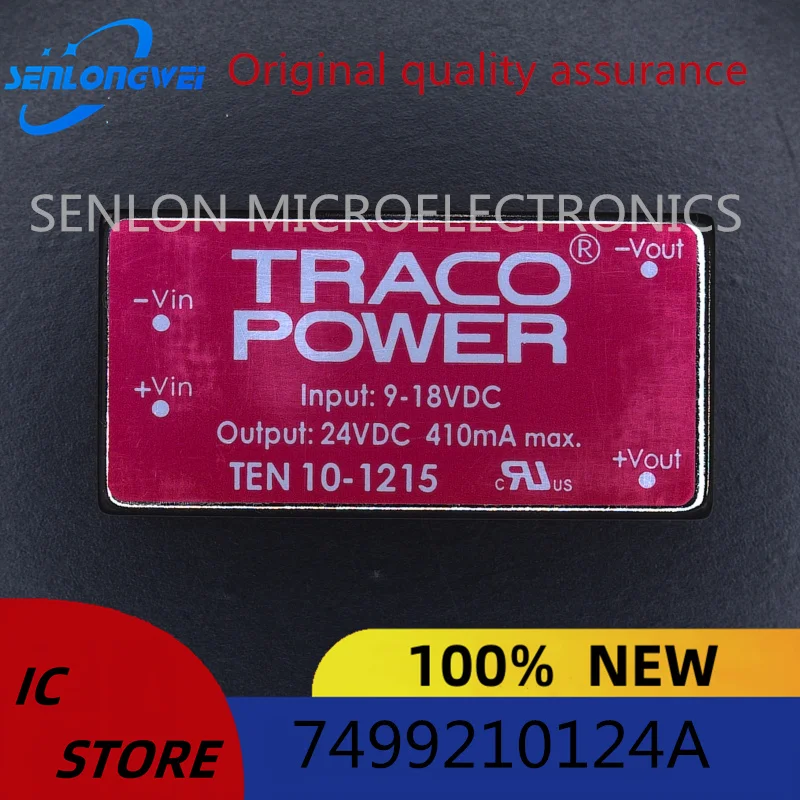 SENLONGWEI
Original quality assurance
SENLON MICROELECTRONICS
TRACO ®
POWER
-Vin
+Vin
-Vout
+Vout
Input: 9-18VDC
Output: 24VDC 410mA max.
TEN 10-1215
c RU US
IC
STORE
100% NEW
7499210124A